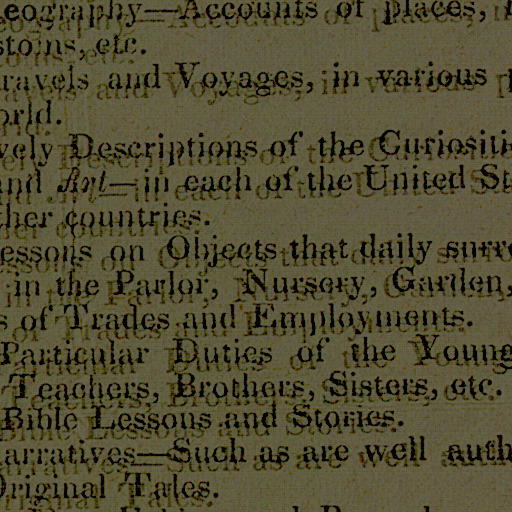 eography—Accounts of places,
stoms, etc.
ravels and Voyages, in various
orld.
vely Descriptions of the Curiositi
and Art—in each of the United St
ther countries.
essons on Objects that daily surro
in the Parlor, Nursery, Garden,
s of Trades and Employments.
Particular Duties of the Young
Teachers, Brothers, Sisters, etc.
Bible Lessons and Stories.
arratives—Such as are well auth
Original Tales.